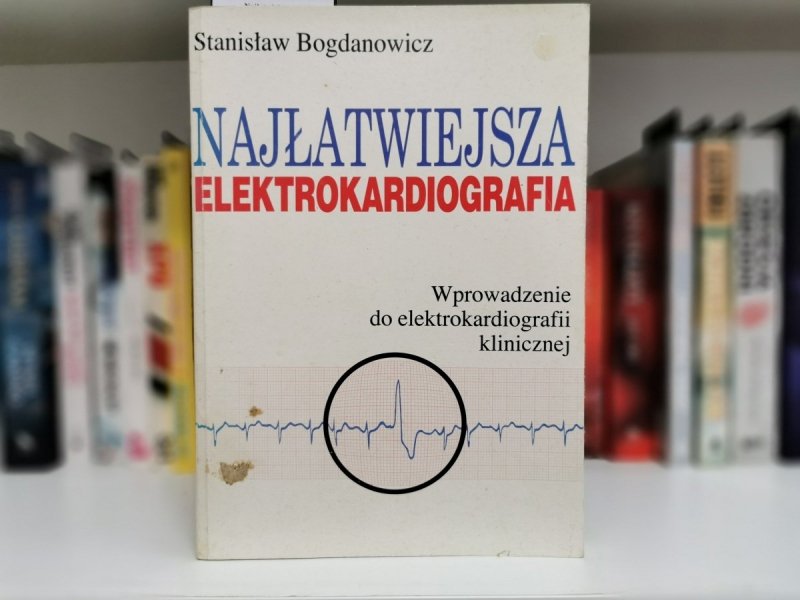 Stanisław Bogdanowicz
NAJŁATWIEJSZA
ELEKTROKARDIOGRAFIA
Wprowadzenie
do elektrokardiografii
klinicznej